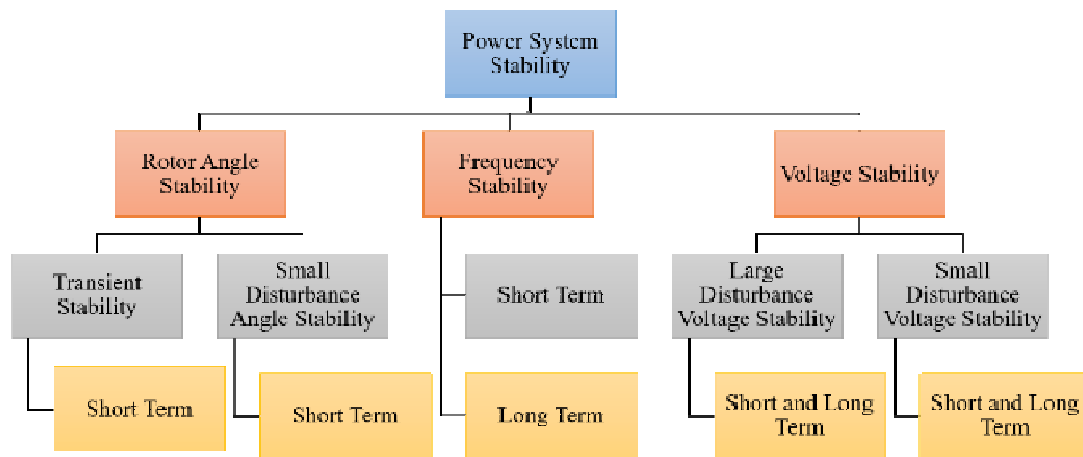 Power System
Stability
Rotor Angle
Stability
Frequency
Stability
Voltage Stability
Transient
Stability
Small
Disturbance
Angle Stability
Short Term
Large
Disturbance
Voltage Stability
Small
Disturbance
Voltage Stability
Short Term
Short Term
Long Term
Short and Long
Term
Short and Long
Term